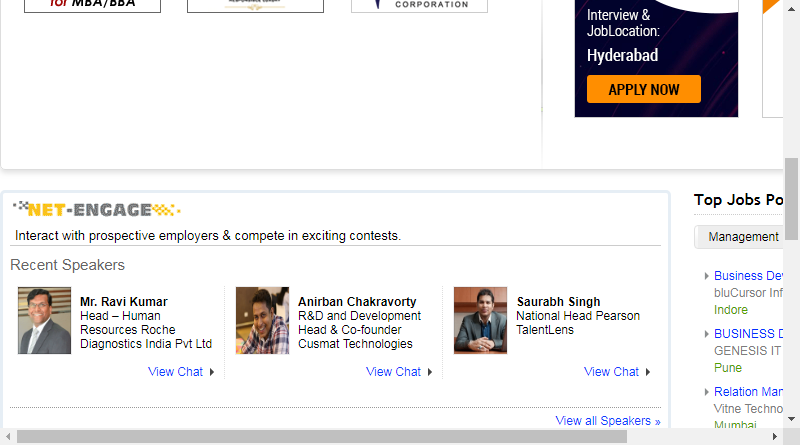 for MBA/BBA
CORPORATION
Interview &
JobLocation:
Hyderabad
APPLY NOW
NET-ENGAGE
Interact with prospective employers & compete in exciting contests.
Recent Speakers
Mr. Ravi Kumar
Head – Human
Resources Roche
Diagnostics India Pvt Ltd
View Chat
Anirban Chakravorty
R&D and Development
Head & Co-founder
Cusmat Technologies
View Chat
Saurabh Singh
National Head Pearson
TalentLens
View Chat
View all Speakers »
Top Jobs Po
Management
Business Dev
bluCursor Inf
Indore
BUSINESS D
GENESIS IT
Pune
Relation Man
Vitne Techno
Mumbai